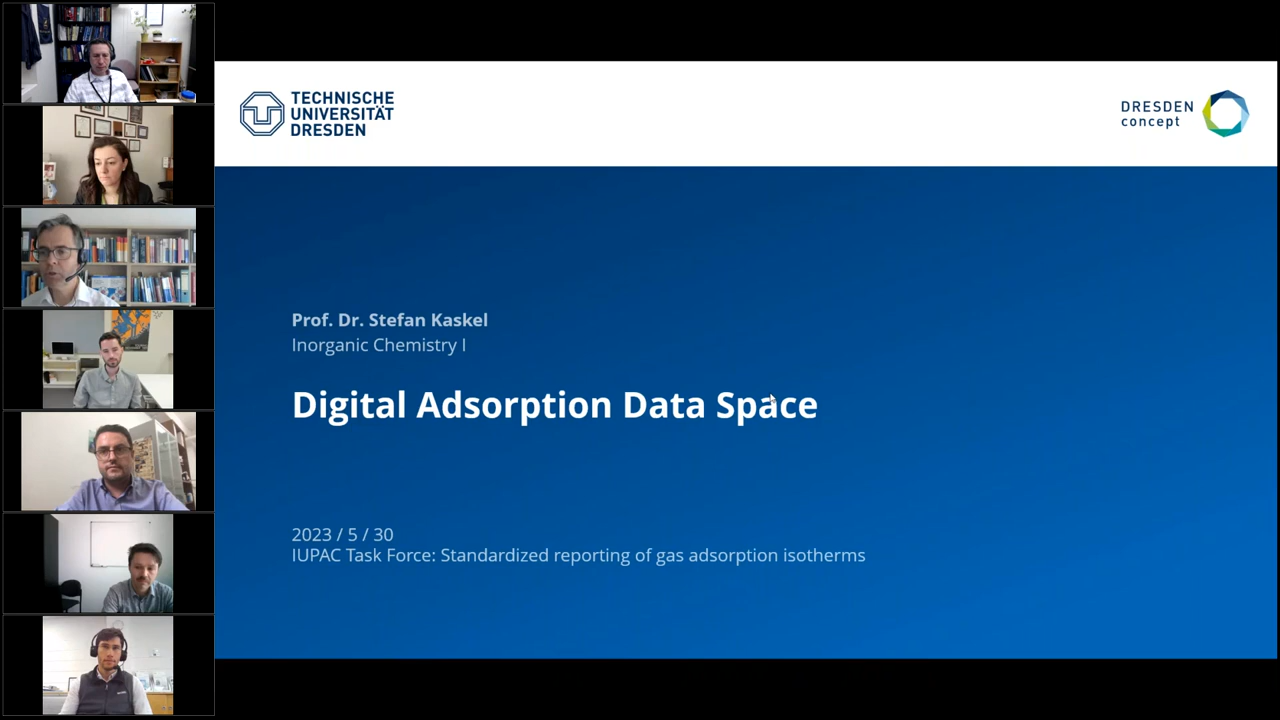 TECHNISCHE
UNIVERSITÄT
DRESDEN
DRESDEN
concept
Prof. Dr. Stefan Kaskel
Inorganic Chemistry I
Digital Adsorption Data Space
2023 / 5 / 30
IUPAC Task Force: Standardized reporting of gas adsorption isotherms